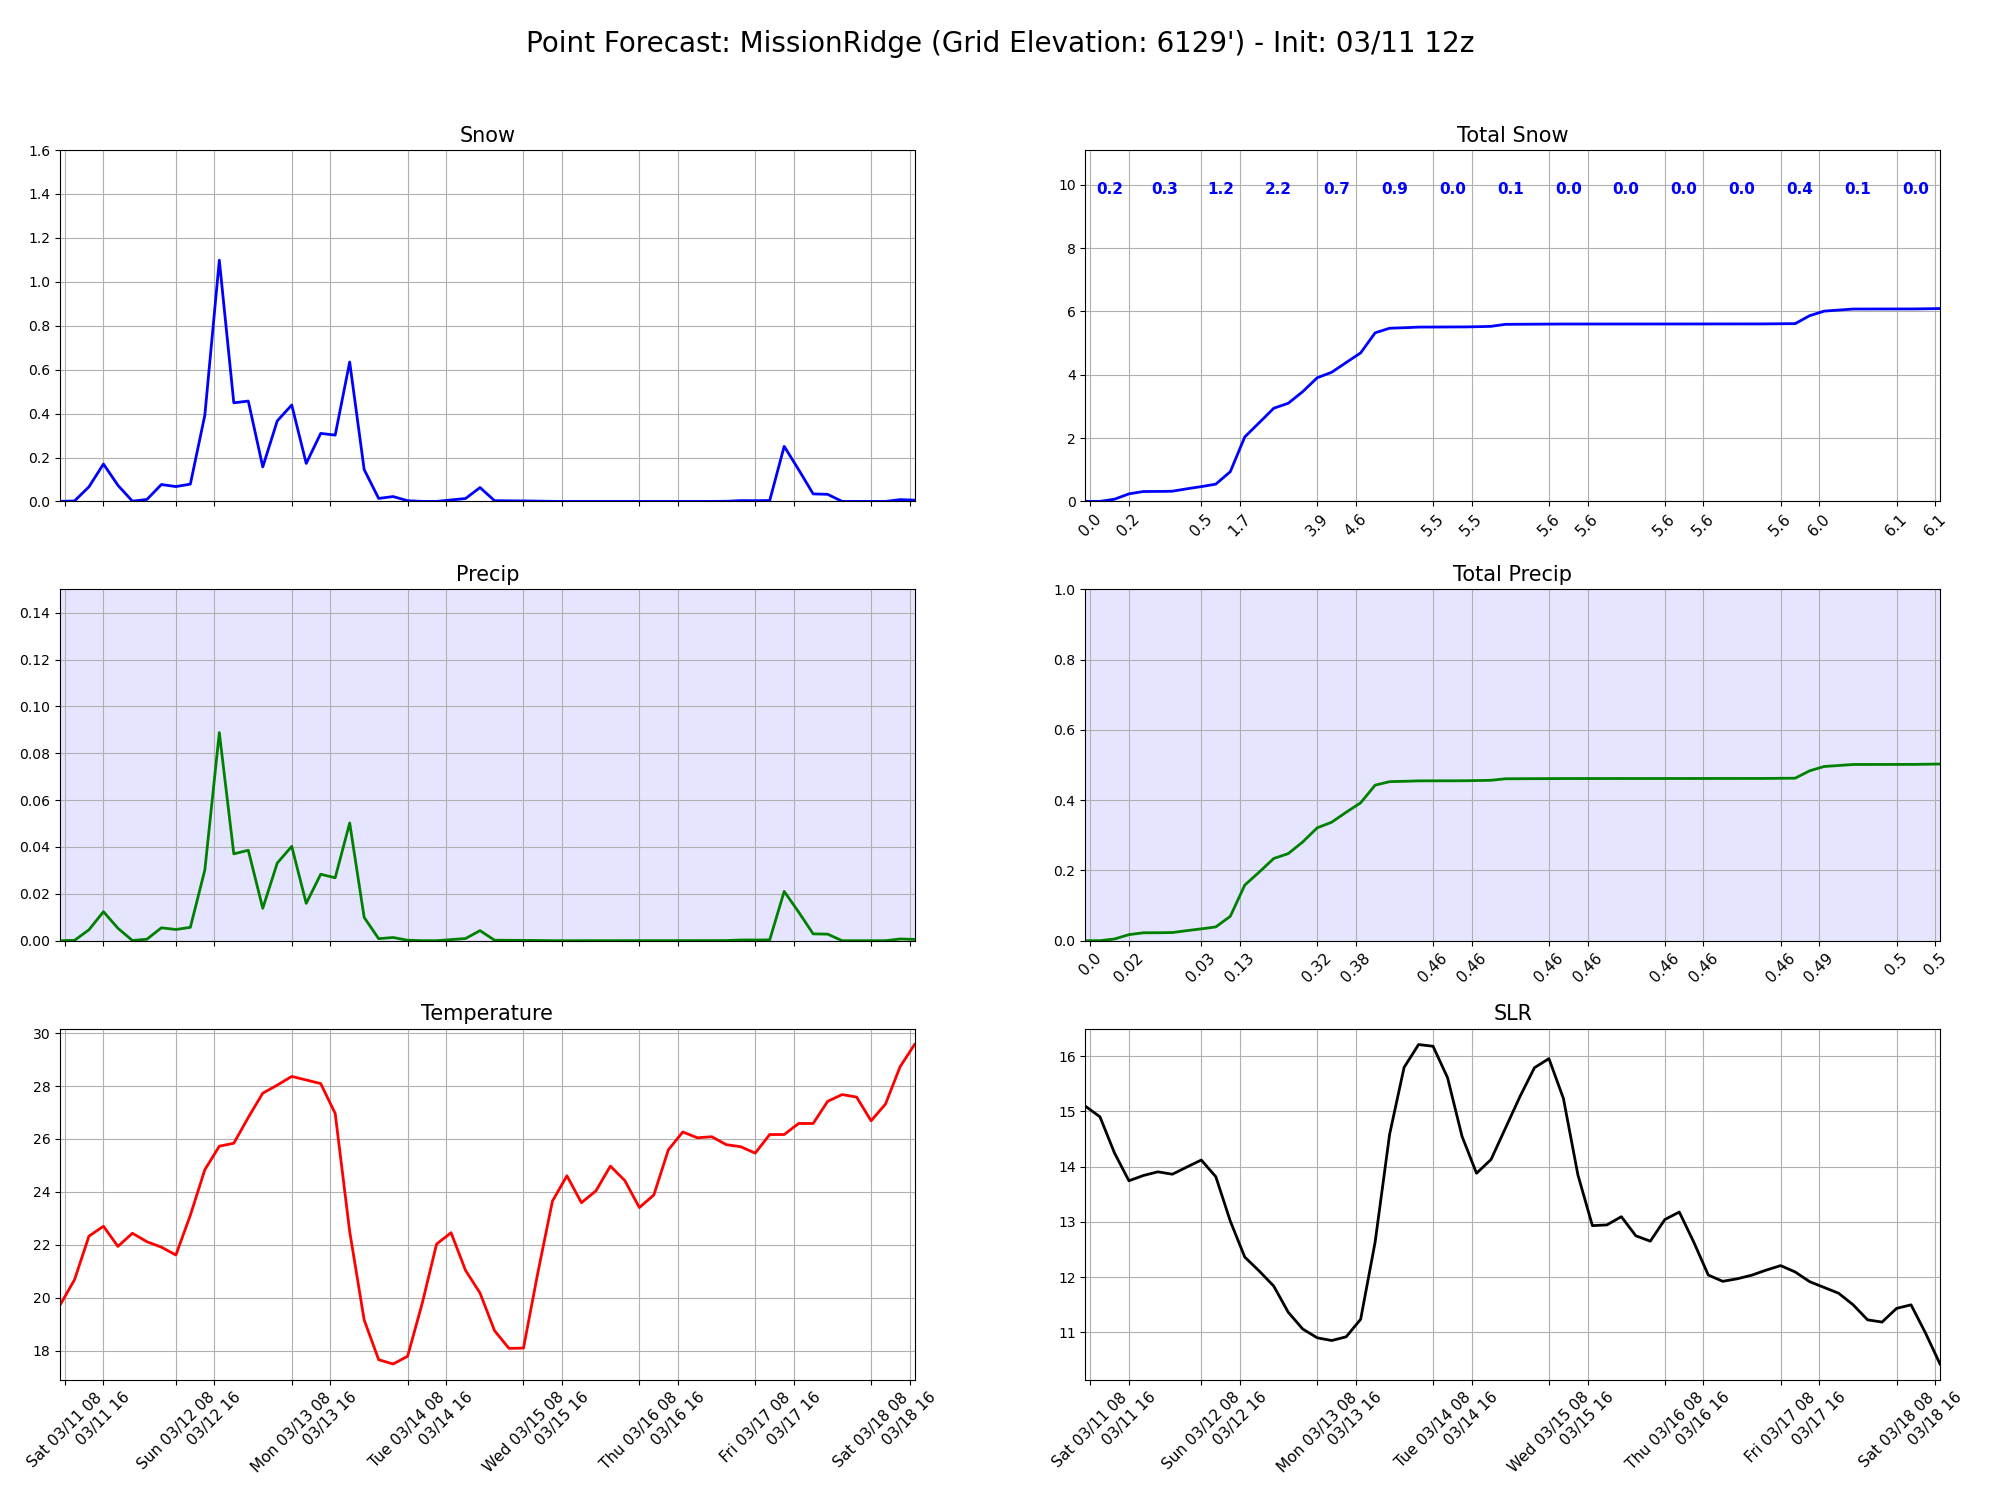 Point Forecast: MissionRidge (Grid Elevation: 6129') - Init: 03/11 12z
Snow
1.6
1.4
1.2
1.0
0.8
0.6
0.4
0.2
0.0
Total Snow
10
8
6
4
2
0
0.2 0.3 1.2 2.2 0.7 0.9 0.0 0.1 0.0 0.0 0.0 0.0 0.4 0.1 0.0
0.0 0.2 0.5 1.7 3.9 4.6 5.5 5.5 5.6 5.6 5.6 5.6 5.6 6.0 6.1 6.1
Precip
0.14
0.12
0.10
0.08
0.06
0.04
0.02
0.00
Total Precip
1.0
0.8
0.6
0.4
0.2
0.0
0.0 0.02 0.03 0.13 0.32 0.38 0.46 0.46 0.46 0.46 0.46 0.46 0.46 0.49 0.5 0.5
Temperature
30
28
26
24
22
20
18
Sat 03/11 08
03/11 16
Sun 03/12 08
03/12 16
Mon 03/13 08
03/13 16
Tue 03/14 08
03/14 16
Wed 03/15 08
03/15 16
Thu 03/16 08
03/16 16
Fri 03/17 08
03/17 16
Sat 03/18 08
03/18 16
SLR
16
15
14
13
12
11
Sat 03/11 08
03/11 16
Sun 03/12 08
03/12 16
Mon 03/13 08
03/13 16
Tue 03/14 08
03/14 16
Wed 03/15 08
03/15 16
Thu 03/16 08
03/16 16
Fri 03/17 08
03/17 16
Sat 03/18 08
03/18 16